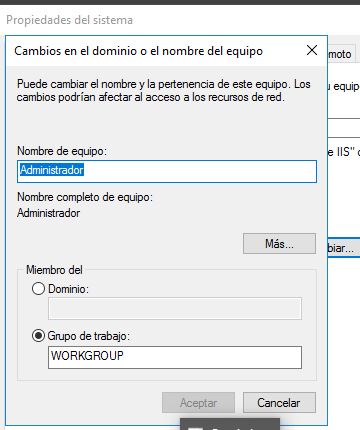 Propiedades del sistema
Cambios en el dominio o el nombre del equipo
Puede cambiar el nombre y la pertenencia de este equipo. Los
cambios podrían afectar al acceso a los recursos de red.
Nombre de equipo:
Administrador
Nombre completo de equipo:
Administrador
Más...
Miembro del
Dominio:
Grupo de trabajo:
WORKGROUP
Aceptar
Cancelar
moto
u equipo
e IIS" o
biar...